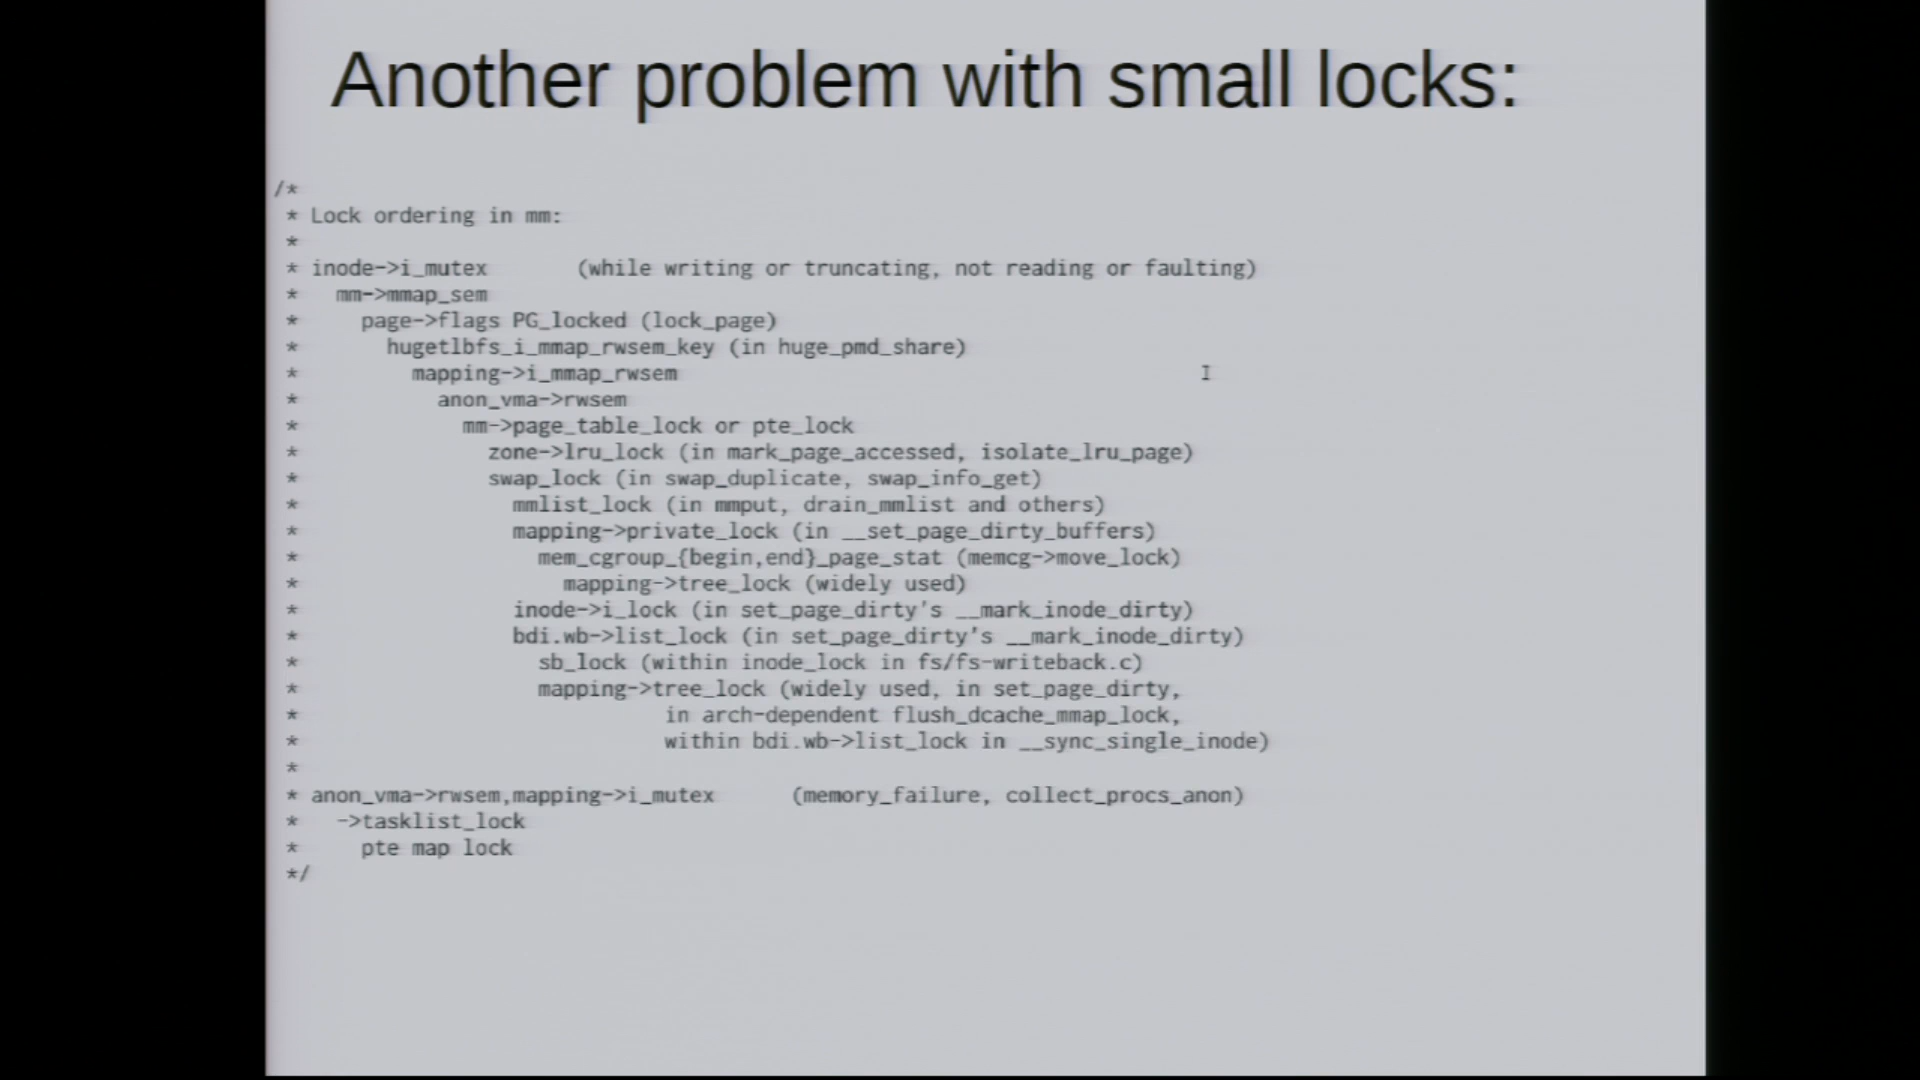 Another problem with small locks:
/*
 * Lock ordering in mm:
 *
 * inode->i_mutex       (while writing or truncating, not reading or faulting)
 *   mm->mmap_sem
 *     page->flags PG_locked (lock_page)
 *       hugetlbfs_i_mmap_rwsem_key (in huge_pmd_share)
 *         mapping->i_mmap_rwsem
 *           anon_vma->rwsem
 *             mm->page_table_lock or pte_lock
 *               zone->lru_lock (in mark_page_accessed, isolate_lru_page)
 *               swap_lock (in swap_duplicate, swap_info_get)
 *                 mmlist_lock (in mmput, drain_mmlist and others)
 *                 mapping->private_lock (in __set_page_dirty_buffers)
 *                   mem_cgroup_{begin,end}_page_stat (memcg->move_lock)
 *                     mapping->tree_lock (widely used)
 *                 inode->i_lock (in set_page_dirty's __mark_inode_dirty)
 *                 bdi.wb->list_lock (in set_page_dirty's __mark_inode_dirty)
 *                   sb_lock (within inode_lock in fs/fs-writeback.c)
 *                   mapping->tree_lock (widely used, in set_page_dirty,
 *                             in arch-dependent flush_dcache_mmap_lock,
 *                             within bdi.wb->list_lock in __sync_single_inode)
 *
 * anon_vma->rwsem,mapping->i_mutex      (memory_failure, collect_procs_anon)
 *   ->tasklist_lock
 *     pte map lock
 */